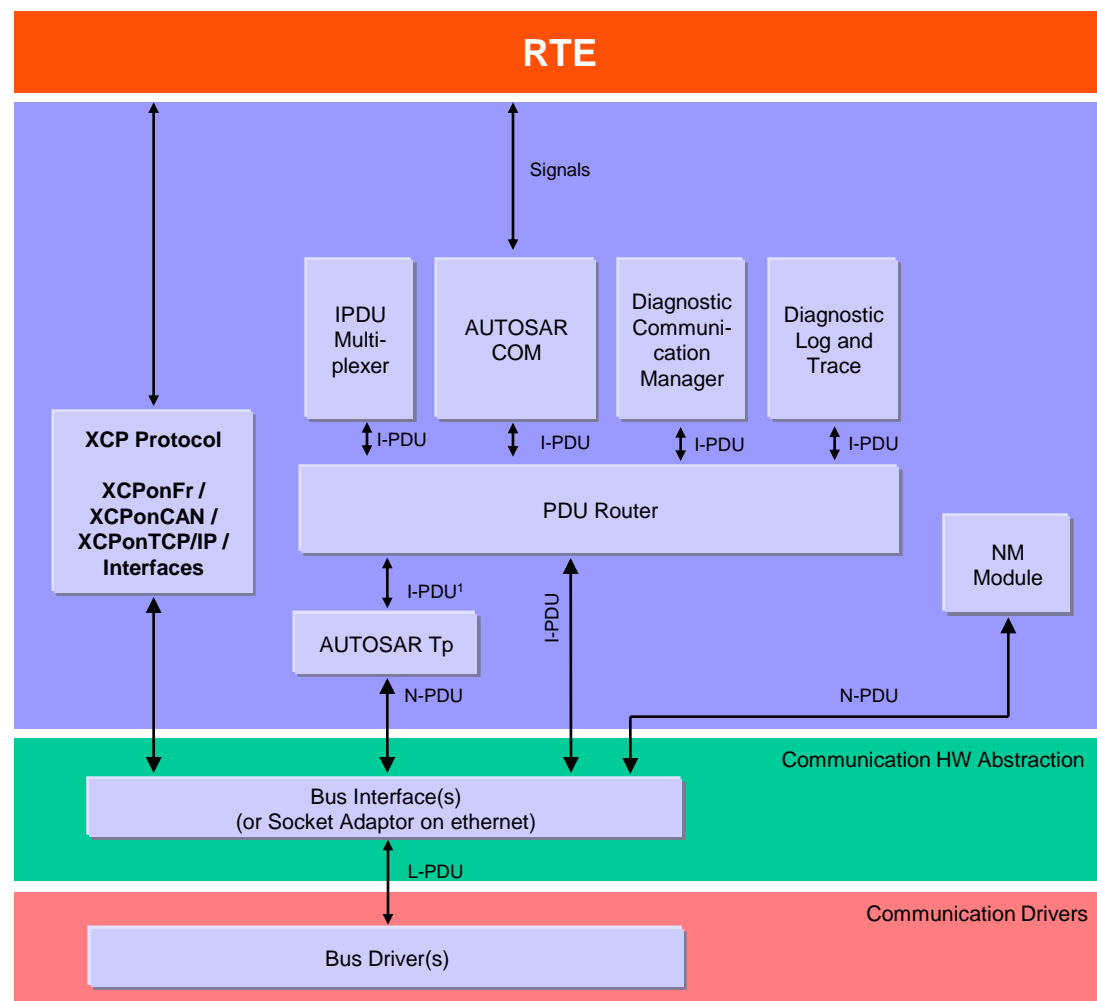 RTE
Signals
IPDU
Multi-
plexer
AUTOSAR
COM
Diagnostic
Communi-
cation
Manager
Diagnostic
Log and
Trace
XCP Protocol
XCPonFr /
XCPonCAN /
XCPonTCP/IP /
Interfaces
I-PDU
I-PDU
I-PDU
I-PDU
PDU Router
NM
Module
I-PDU¹
I-PDU
AUTOSAR Tp
N-PDU
N-PDU
Communication HW Abstraction
Bus Interface(s)
(or Socket Adaptor on ethernet)
L-PDU
Communication Drivers
Bus Driver(s)